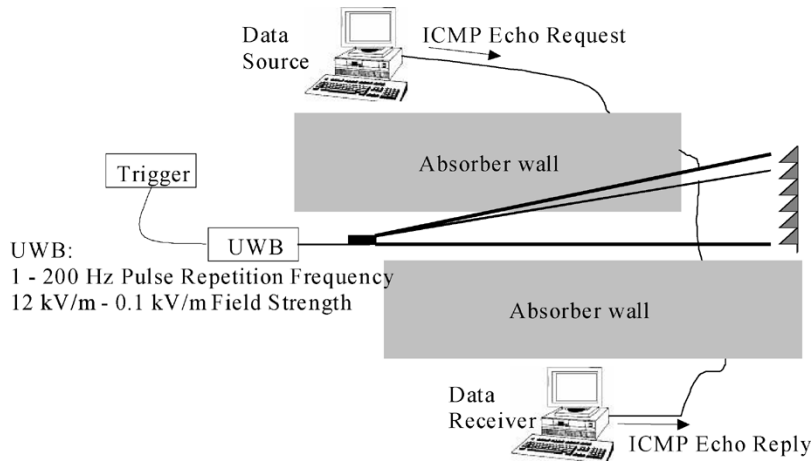 Data
Source
ICMP Echo Request
Absorber wall
Trigger
UWB
UWB:
1 - 200 Hz Pulse Repetition Frequency
12 kV/m - 0.1 kV/m Field Strength
Absorber wall
Data
Receiver
ICMP Echo Reply